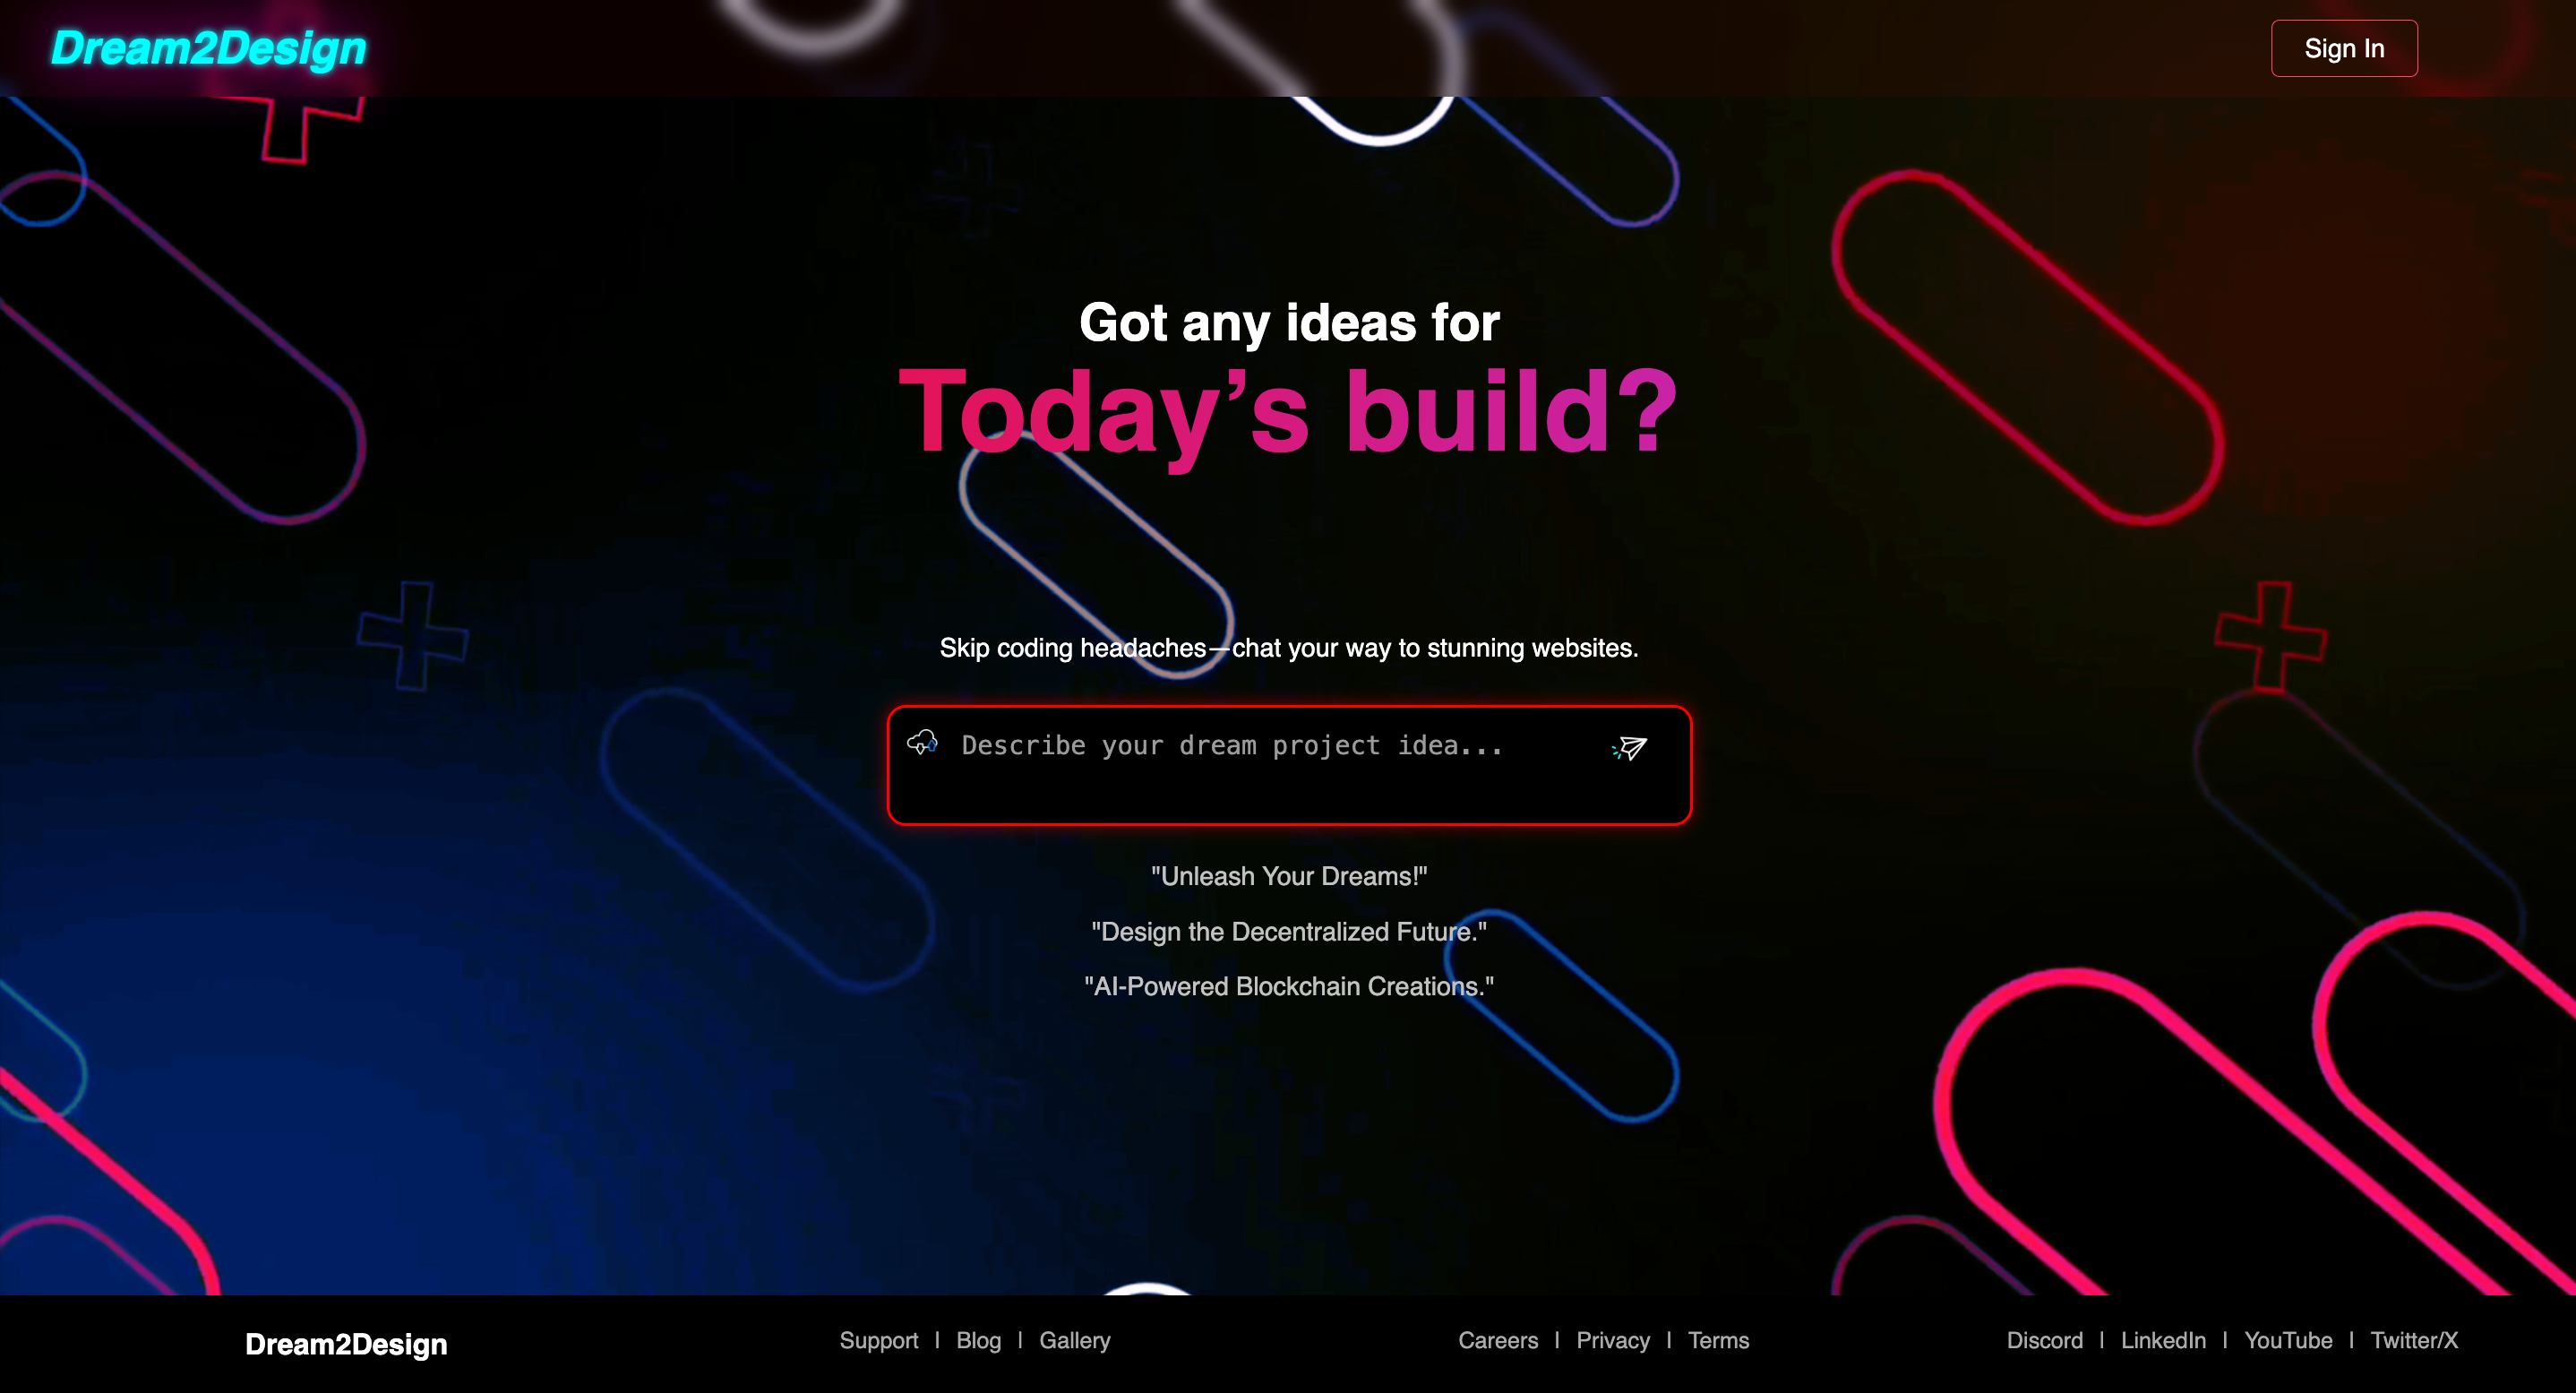 Dream2Design
Sign In
Got any ideas for
Today’s build?
Skip coding headaches—chat your way to stunning websites.
Describe your dream project idea...
"Unleash Your Dreams!"
"Design the Decentralized Future."
"AI-Powered Blockchain Creations."
Dream2Design
Support | Blog | Gallery
Careers | Privacy | Terms
Discord | LinkedIn | YouTube | Twitter/X